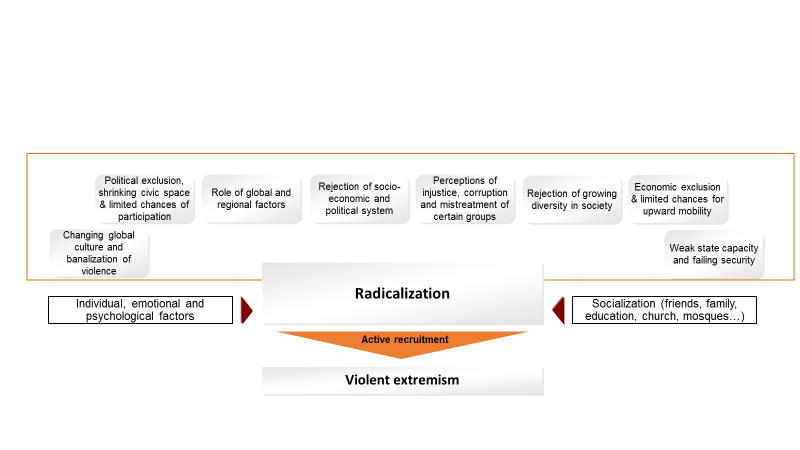 Political exclusion,
shrinking civic space
& limited chances of
participation
Role of global and
regional factors
Rejection of socio-
economic and
political system
Perceptions of
injustice, corruption
and mistreatment of
certain groups
Rejection of growing
diversity in society
Economic exclusion
& limited chances for
upward mobility
Changing global
culture and
banalization of
violence
Weak state capacity
and failing security
Radicalization
Individual, emotional and
psychological factors
Socialization (friends, family,
education, church, mosques…)
Active recruitment
Violent extremism